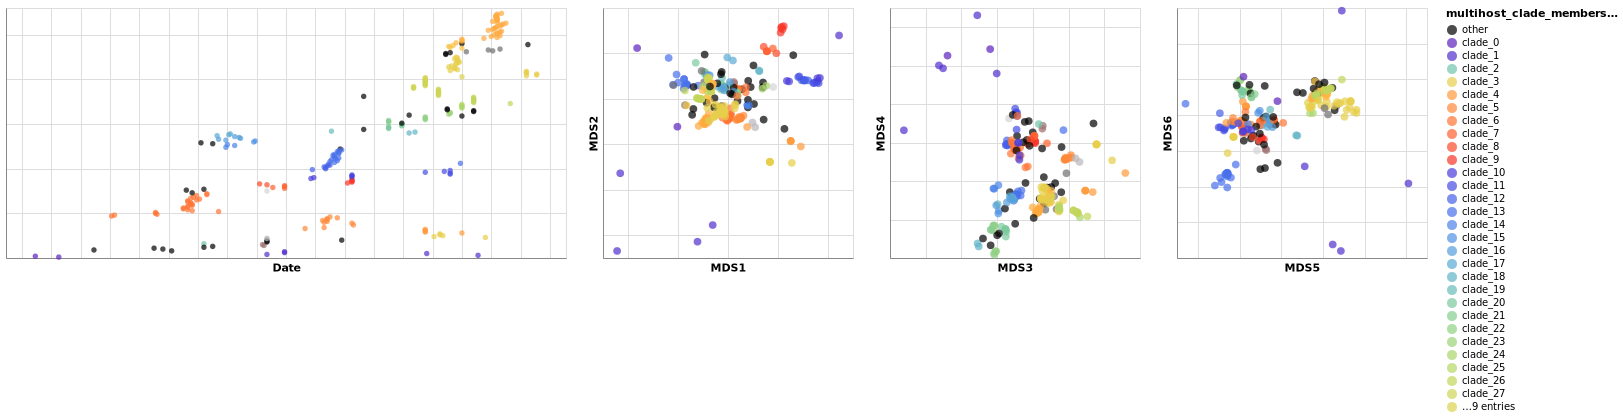 Date
MDS2
MDS1
MDS4
MDS3
MDS6
MDS5
multihost_clade_members…
other
clade_0
clade_1
clade_2
clade_3
clade_4
clade_5
clade_6
clade_7
clade_8
clade_9
clade_10
clade_11
clade_12
clade_13
clade_14
clade_15
clade_16
clade_17
clade_18
clade_19
clade_20
clade_21
clade_22
clade_23
clade_24
clade_25
clade_26
clade_27
…9 entries